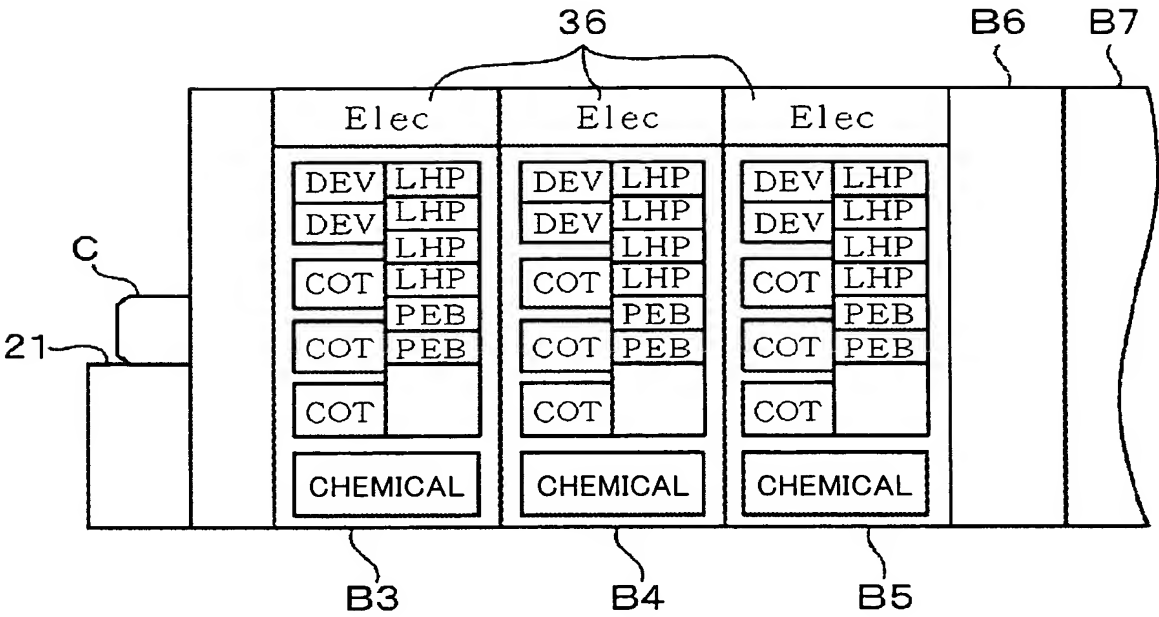 36 B6 B7
Elec Elec Elec
DEV LHP DEV LHP DEV LHP
DEV LHP DEV LHP DEV LHP
LHP LHP LHP
C COT LHP COT LHP COT LHP
PEB PEB PEB
21 COT PEB COT PEB COT PEB
COT COT COT
CHEMICAL CHEMICAL CHEMICAL
B3 B4 B5